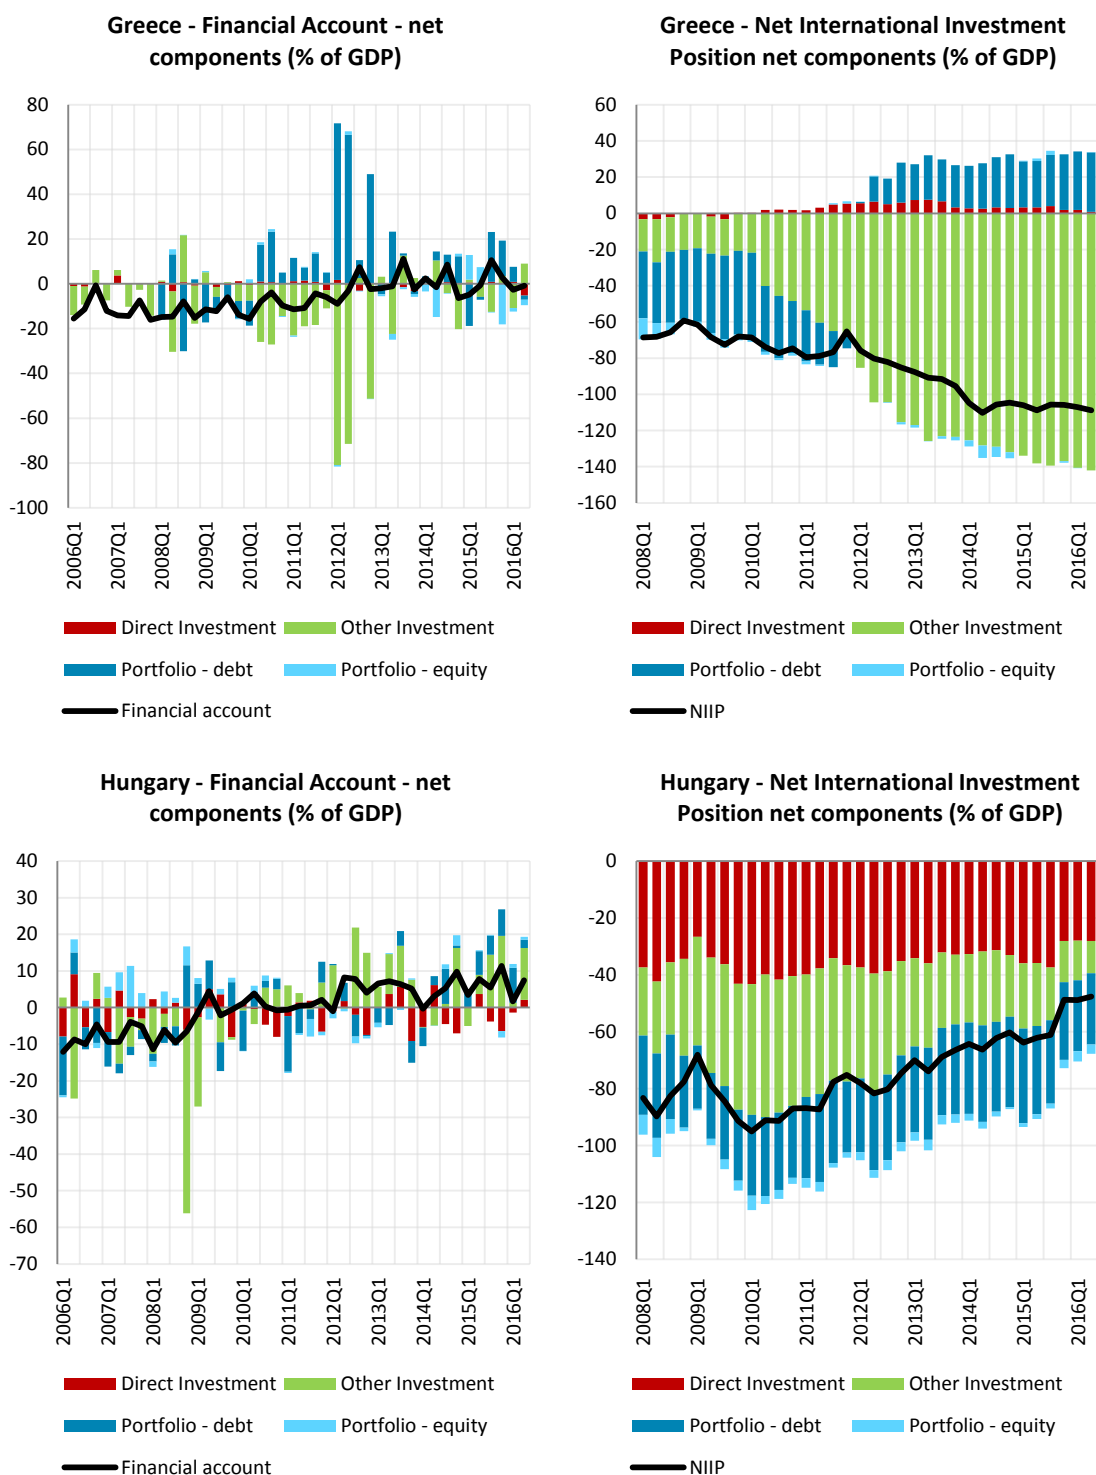 Greece - Financial Account - net
components (% of GDP)
80
60
40
20
0
-20
-40
-60
-80
-100
2006Q1
2007Q1
2008Q1
2009Q1
2010Q1
2011Q1
2012Q1
2013Q1
2014Q1
2015Q1
2016Q1
Direct Investment
Other Investment
Portfolio - debt
Portfolio - equity
Financial account
Greece - Net International Investment
Position net components (% of GDP)
60
40
20
0
-20
-40
-60
-80
-100
-120
-140
-160
2008Q1
2009Q1
2010Q1
2011Q1
2012Q1
2013Q1
2014Q1
2015Q1
2016Q1
Direct Investment
Other Investment
Portfolio - debt
Portfolio - equity
NIIP
Hungary - Financial Account - net
components (% of GDP)
40
30
20
10
0
-10
-20
-30
-40
-50
-60
-70
2006Q1
2007Q1
2008Q1
2009Q1
2010Q1
2011Q1
2012Q1
2013Q1
2014Q1
2015Q1
2016Q1
Direct Investment
Other Investment
Portfolio - debt
Portfolio - equity
Financial account
Hungary - Net International Investment
Position net components (% of GDP)
0
-20
-40
-60
-80
-100
-120
-140
2008Q1
2009Q1
2010Q1
2011Q1
2012Q1
2013Q1
2014Q1
2015Q1
2016Q1
Direct Investment
Other Investment
Portfolio - debt
Portfolio - equity
NIIP